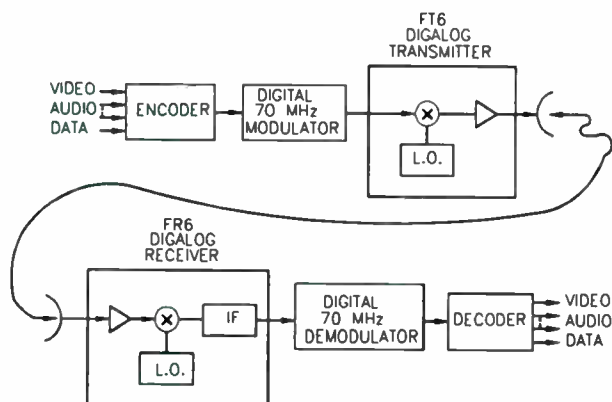 FT6
DIGALOG
TRANSMITTER
VIDEO
AUDIO
DATA
ENCODER
DIGITAL
70 MHz
MODULATOR
X
L.O.
FR6
DIGALOG
RECEIVER
X
IF
L.O.
DIGITAL
70 MHz
DEMODULATOR
DECODER
VIDEO
AUDIO
DATA